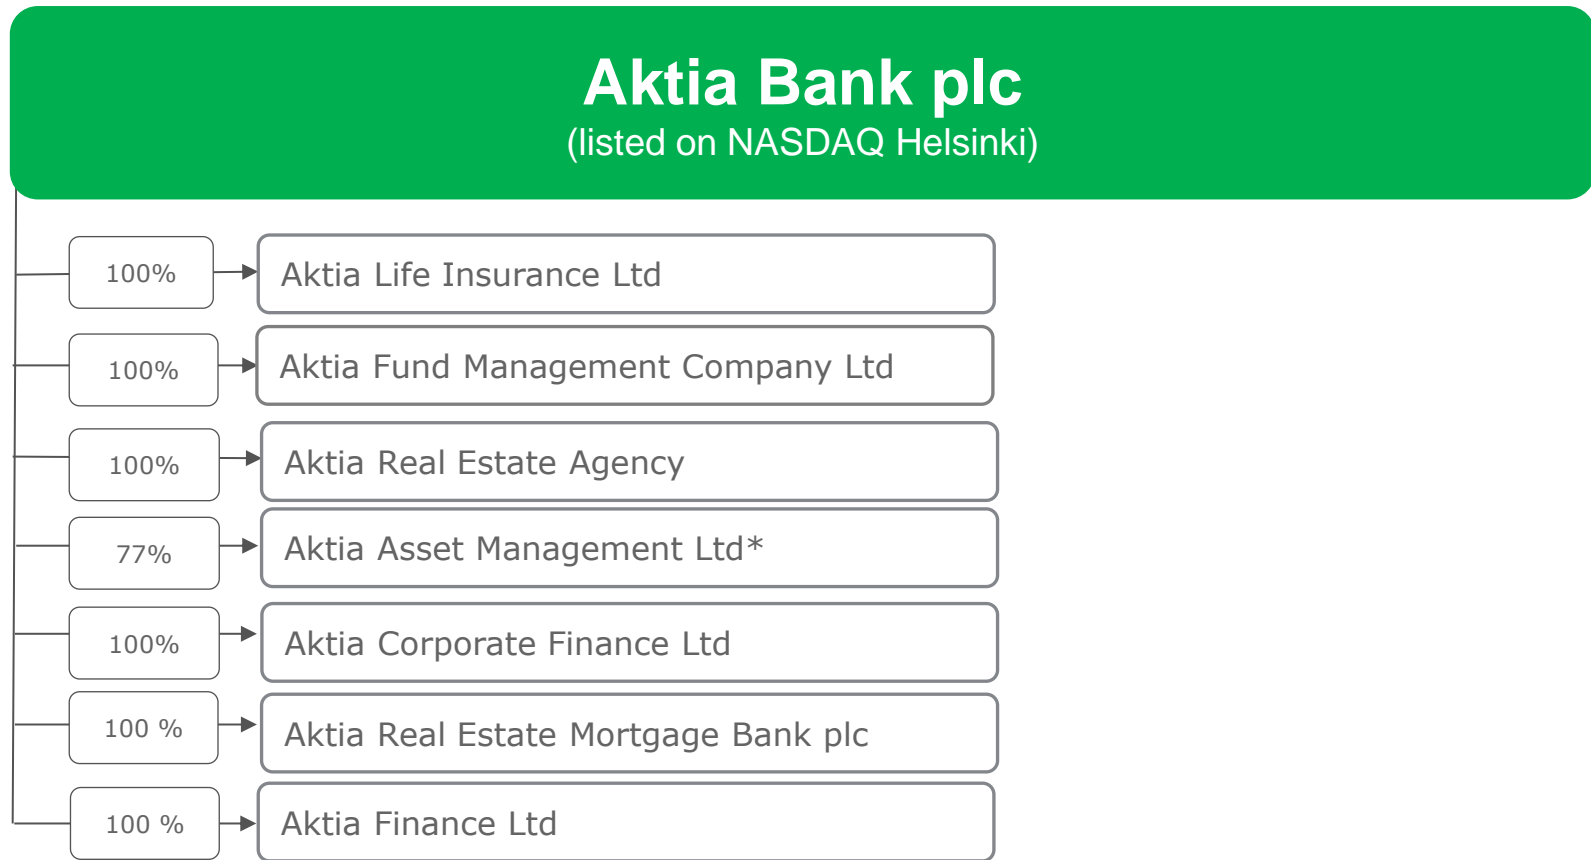 Aktia Bank plc
(listed on NASDAQ Helsinki)
100%
Aktia Life Insurance Ltd
100%
Aktia Fund Management Company Ltd
100%
Aktia Real Estate Agency
77%
Aktia Asset Management Ltd*
100%
Aktia Corporate Finance Ltd
100 %
Aktia Real Estate Mortgage Bank plc
100 %
Aktia Finance Ltd